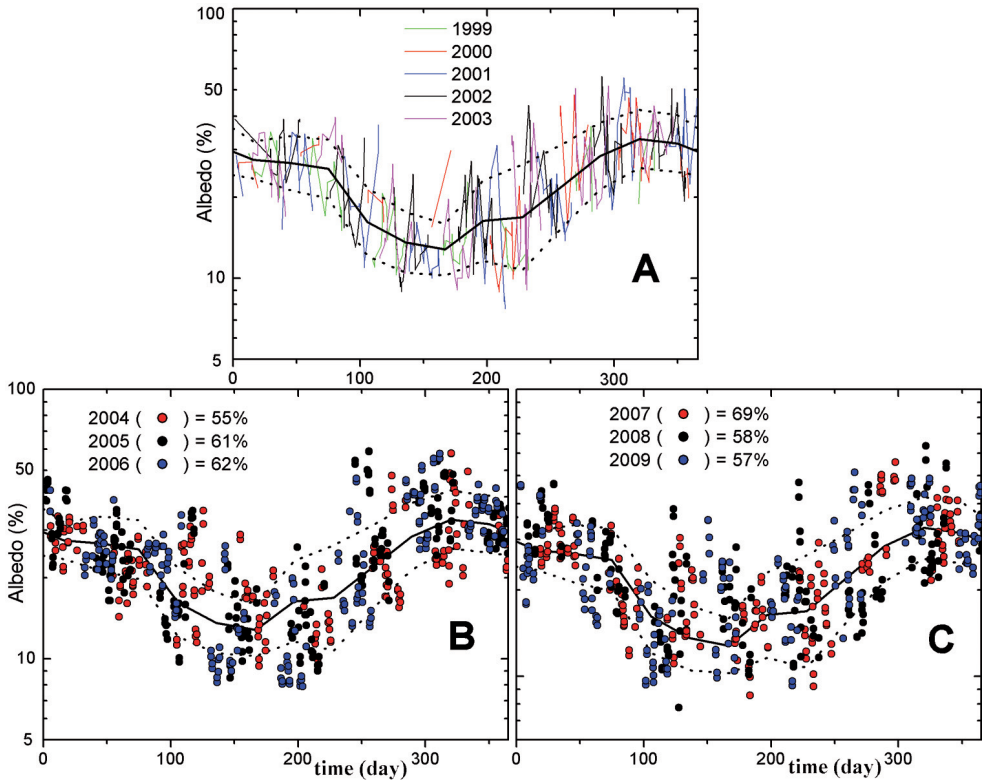 100
50
10
5
Albedo (%)
1999
2000
2001
2002
2003
A
0 100 200 300
100
50
10
5
Albedo (%)
2004 ( ) = 55%
2005 ( ) = 61%
2006 ( ) = 62%
B
0 100 200 300
time (day)
2007 ( ) = 69%
2008 ( ) = 58%
2009 ( ) = 57%
C
0 100 200 300
time (day)